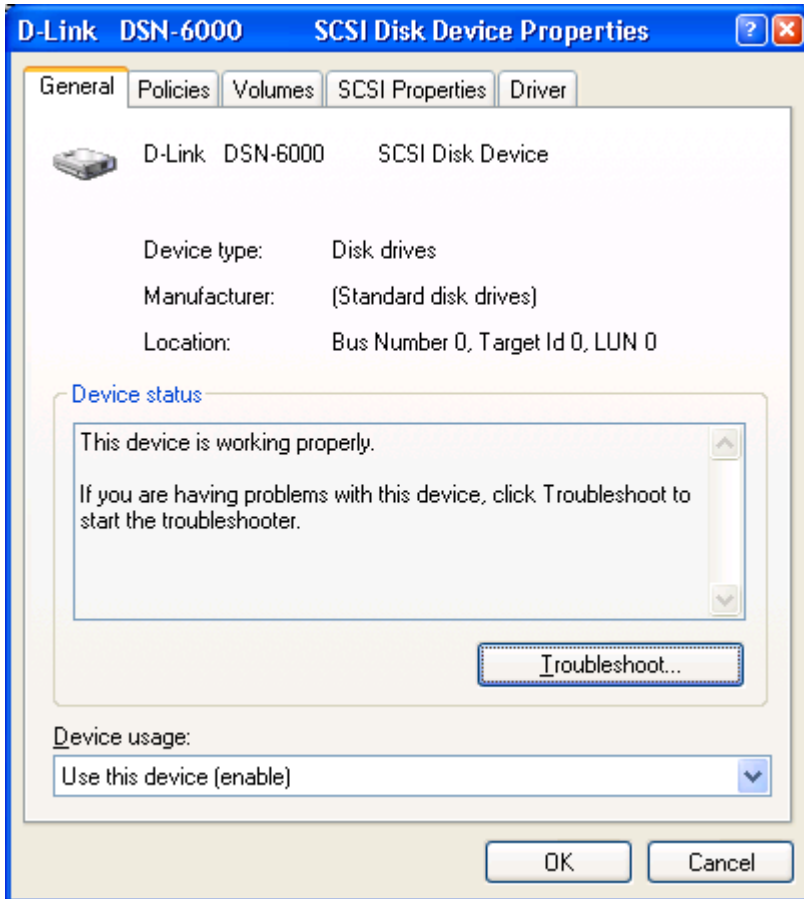 D-Link DSN-6000 SCSI Disk Device Properties
General Policies Volumes SCSI Properties Driver
D-Link DSN-6000 SCSI Disk Device
Device type: Disk drives
Manufacturer: (Standard disk drives)
Location: Bus Number 0, Target Id 0, LUN 0
Device status
This device is working properly.
If you are having problems with this device, click Troubleshoot to
start the troubleshooter.
Troubleshoot...
Device usage:
Use this device (enable)
OK Cancel